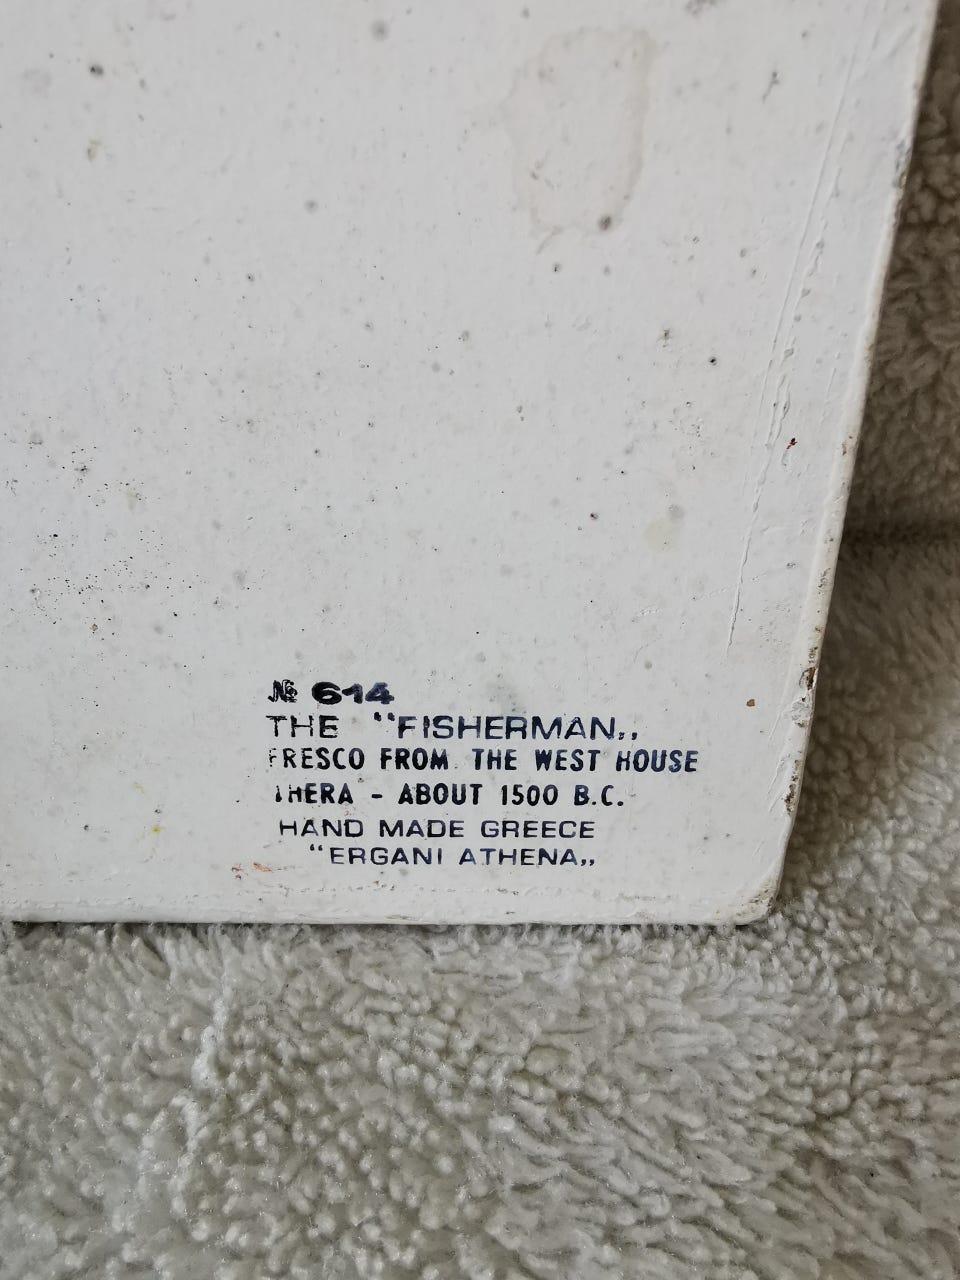 № 614
THE "FISHERMAN„
FRESCO FROM THE WEST HOUSE
THERA - ABOUT 1500 B.C.
HAND MADE GREECE
"ERGANI ATHENA„